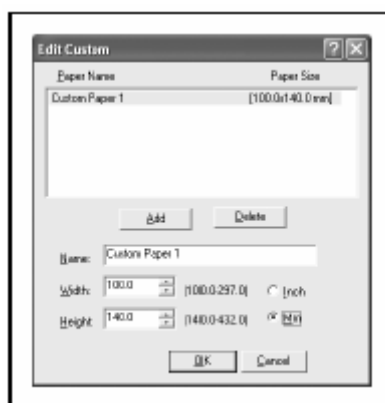 Edit Custom
Paper Name Paper Size
Custom Paper 1 [100.0x140.0 mm]
Add Delete
Name: Custom Paper 1
Width: 100.0 (100.0-297.0) Inch
Height 140.0 (140.0-432.0) Mm
OK Cancel